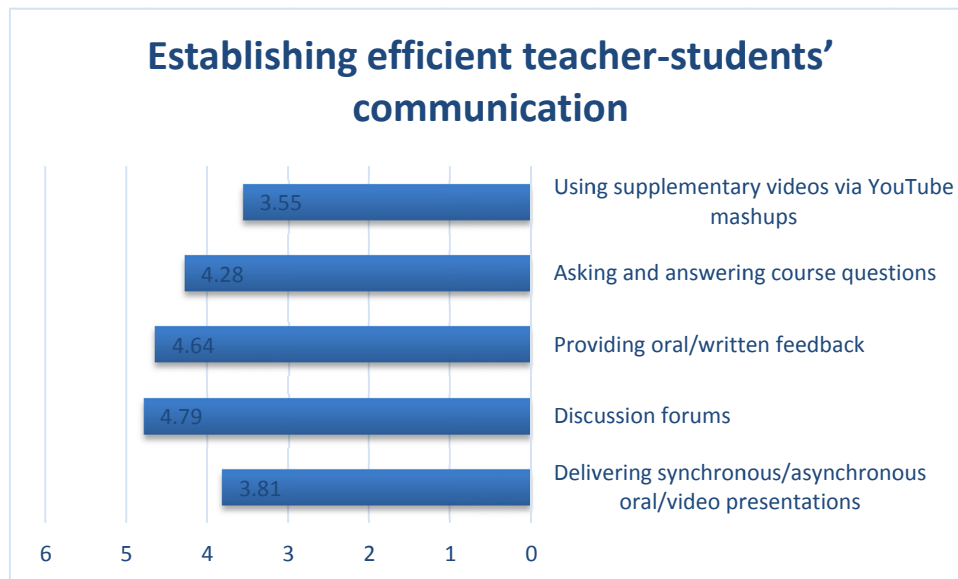 Establishing efficient teacher-students’
communication
3.55
Using supplementary videos via YouTube
mashups
4.28
Asking and answering course questions
4.64
Providing oral/written feedback
4.79
Discussion forums
3.81
Delivering synchronous/asynchronous
oral/video presentations
6 5 4 3 2 1 0